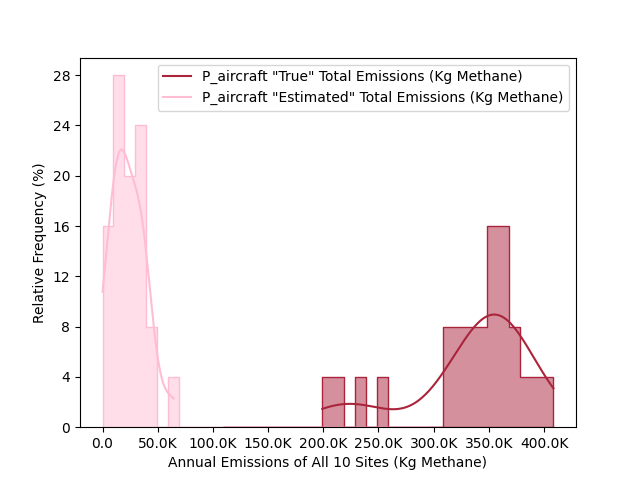 P_aircraft "True" Total Emissions (Kg Methane)
P_aircraft "Estimated" Total Emissions (Kg Methane)
Relative Frequency (%)
28
24
20
16
12
8
4
0
0.0 50.0K 100.0K 150.0K 200.0K 250.0K 300.0K 350.0K 400.0K
Annual Emissions of All 10 Sites (Kg Methane)